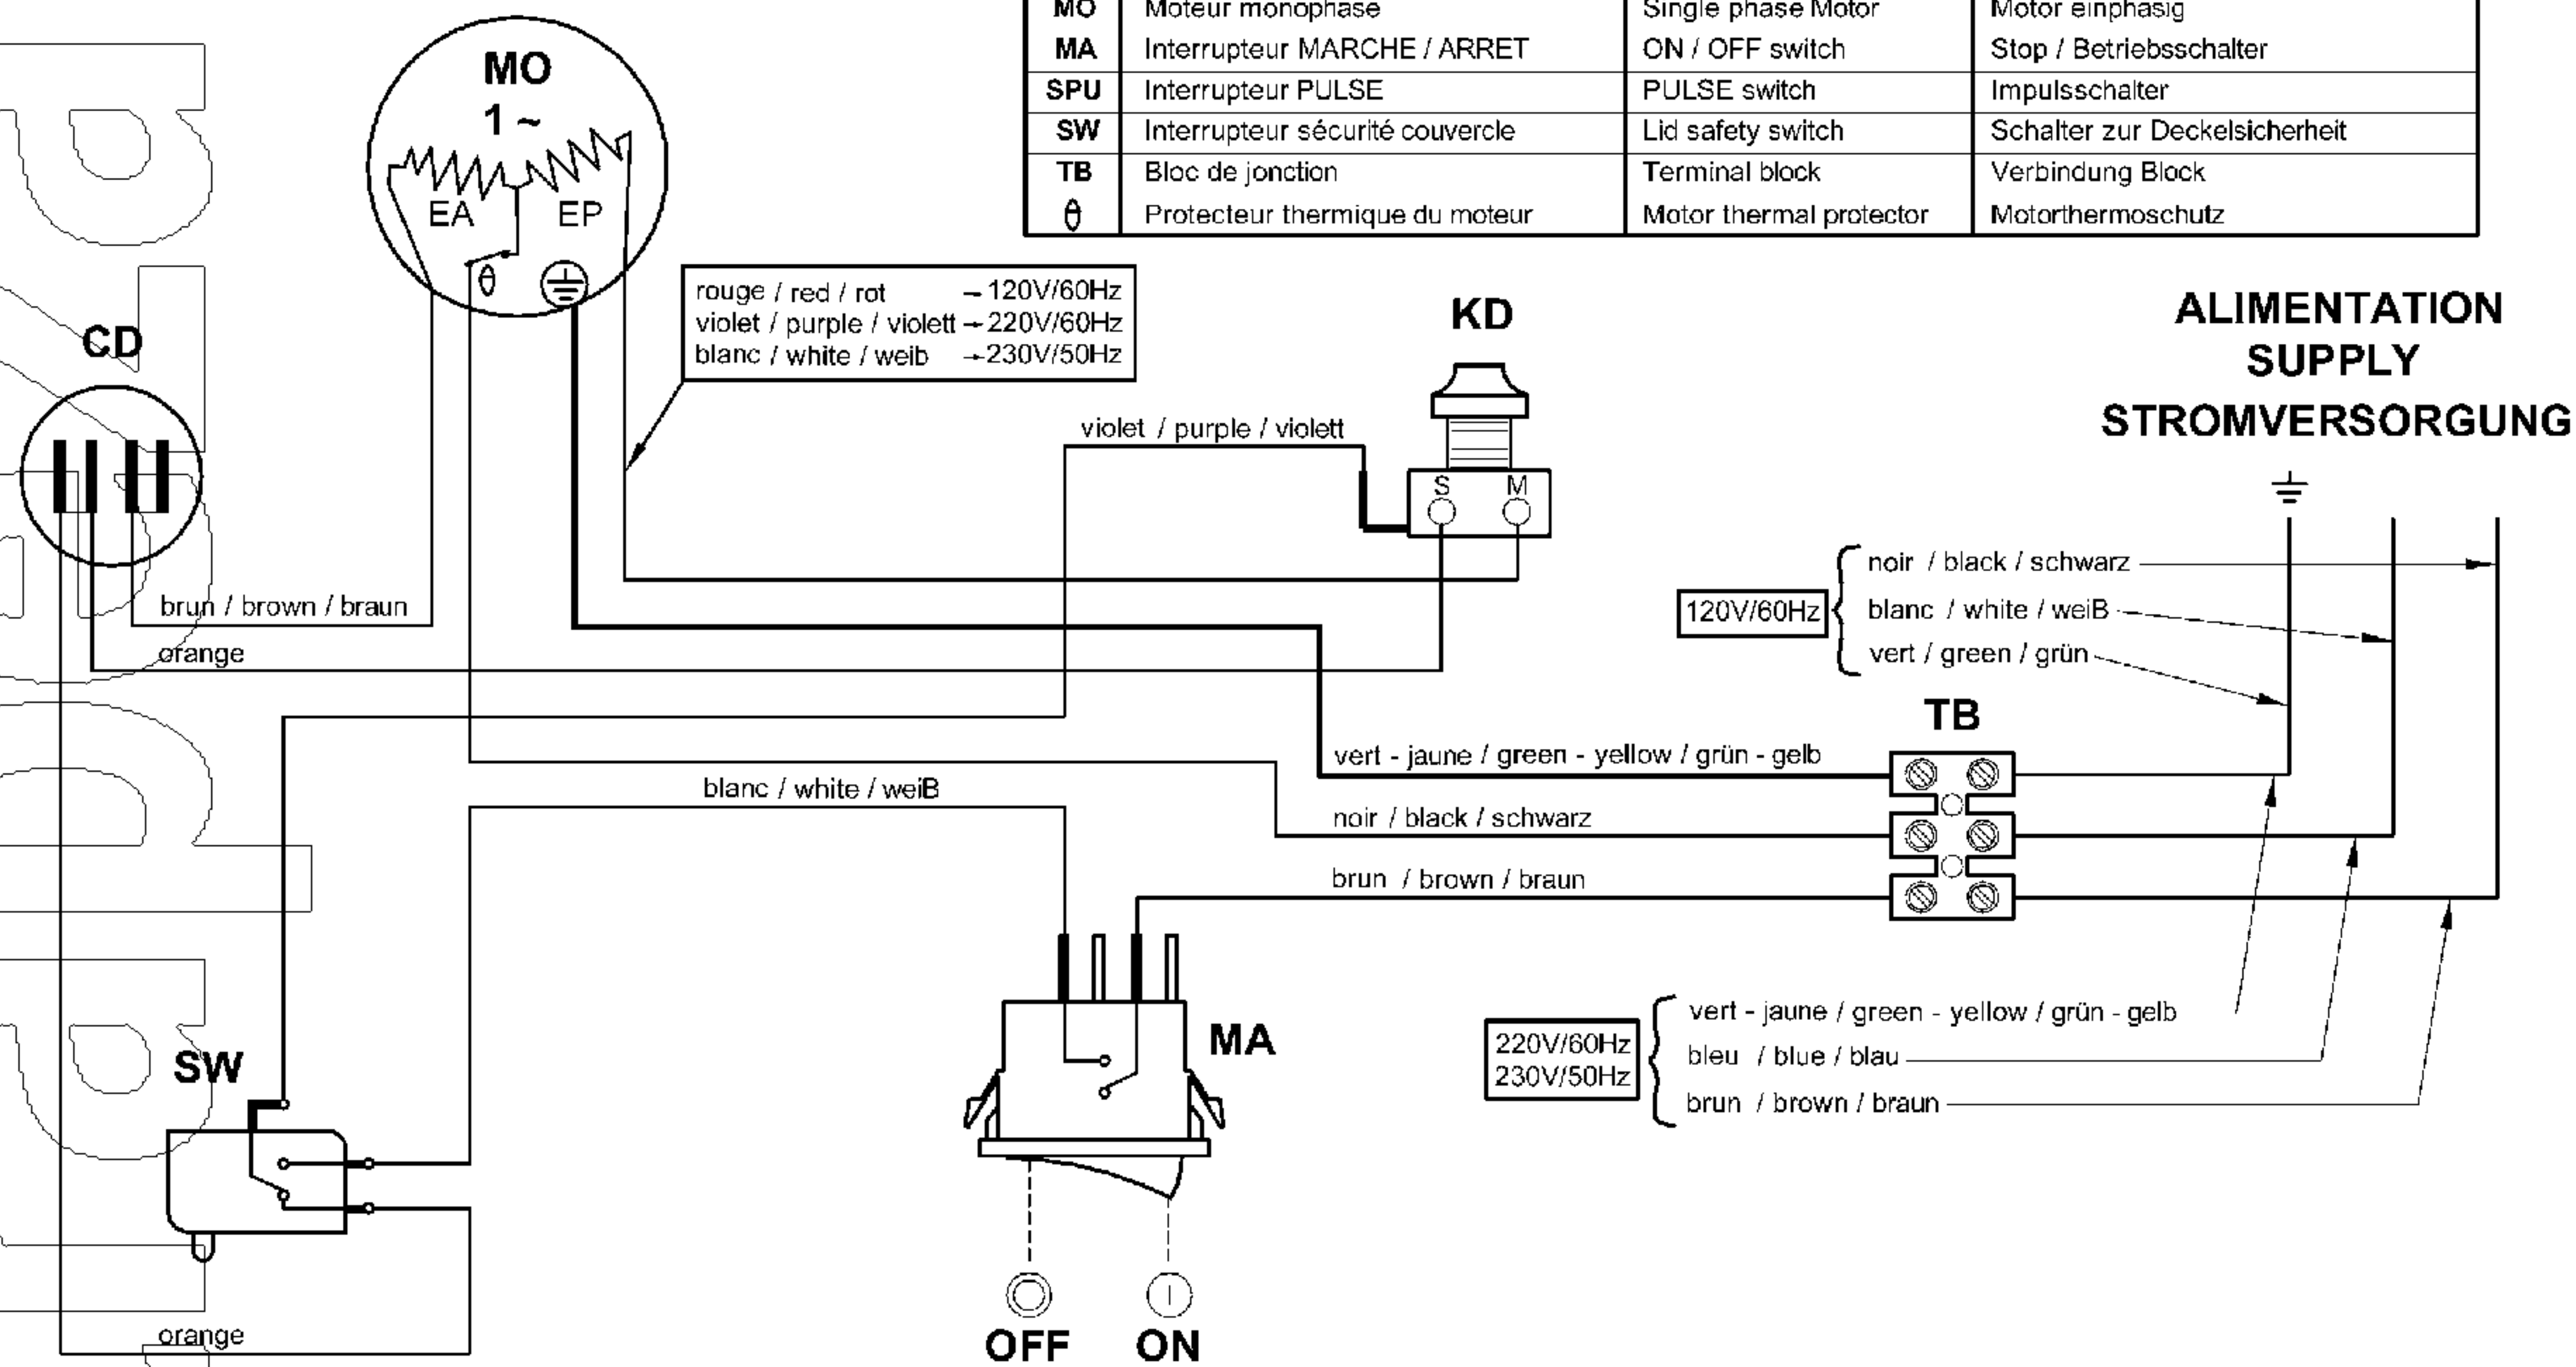 MO Moteur monophasé Single phase Motor Motor einphasig
MA Interrupteur MARCHE / ARRET ON / OFF switch Stop / Betriebsschalter
SPU Interrupteur PULSE PULSE switch Impulsschalter
SW Interrupteur sécurité couvercle Lid safety switch Schalter zur Deckelsicherheit
TB Bloc de jonction Terminal block Verbindung Block
θ Protecteur thermique du moteur Motor thermal protector Motorthermoschutz
MO
1 ~
EA EP
θ
rouge / red / rot 120V/60Hz
violet / purple / violett 220V/60Hz
blanc / white / weib 230V/50Hz
KD
ALIMENTATION
SUPPLY
STROMVERSORGUNG
CD
violet / purple / violett
S M
120V/60Hz
noir / black / schwarz
blanc / white / weiB
vert / green / grün
brun / brown / braun
orange
TB
vert - jaune / green - yellow / grün - gelb
blanc / white / weiB
noir / black / schwarz
brun / brown / braun
MA
SW
220V/60Hz
230V/50Hz
vert - jaune / green - yellow / grün - gelb
bleu / blue / blau
brun / brown / braun
orange
OFF ON